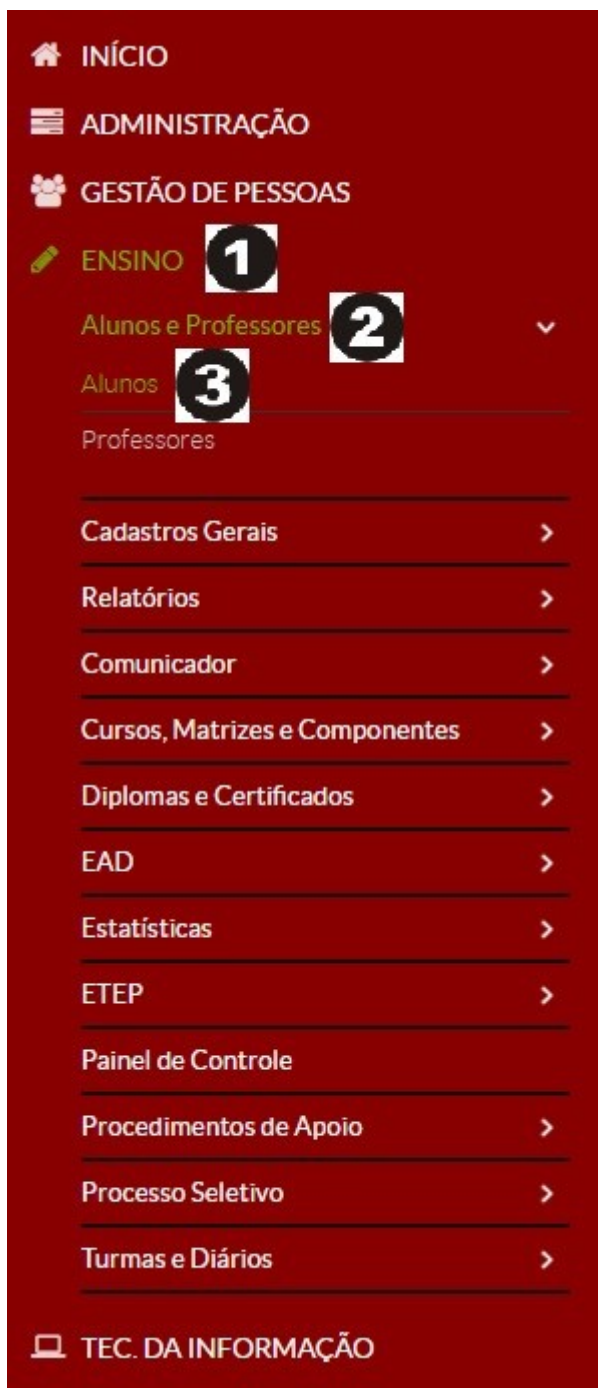 INÍCIO
ADMINISTRAÇÃO
GESTÃO DE PESSOAS
ENSINO 1
Alunos e Professores 2
Alunos 3
Professores
Cadastros Gerais
Relatórios
Comunicador
Cursos, Matrizes e Componentes
Diplomas e Certificados
EAD
Estatísticas
ETEP
Painel de Controle
Procedimentos de Apoio
Processo Seletivo
Turmas e Diários
TEC. DA INFORMAÇÃO